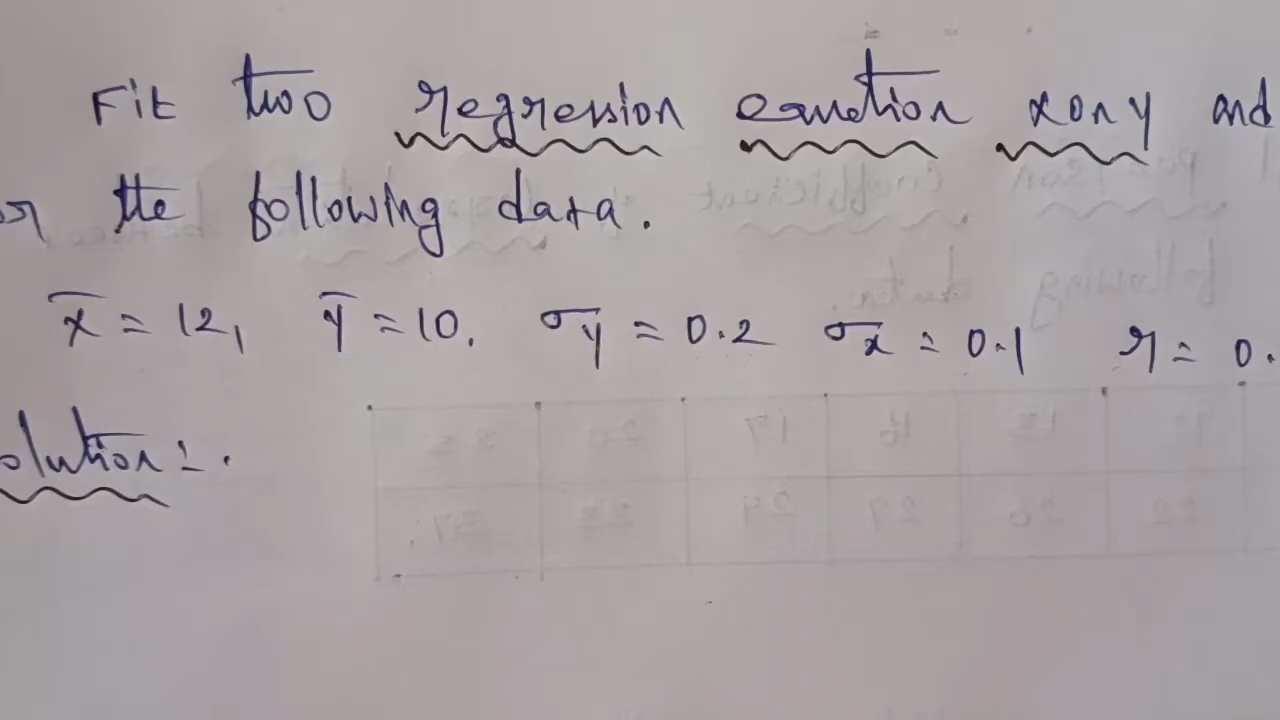 Fit two regression equation x on y and
or the following data.
x̄ = 12, ȳ = 10. σy = 0.2 σx = 0.1 r = 0.
olution:-